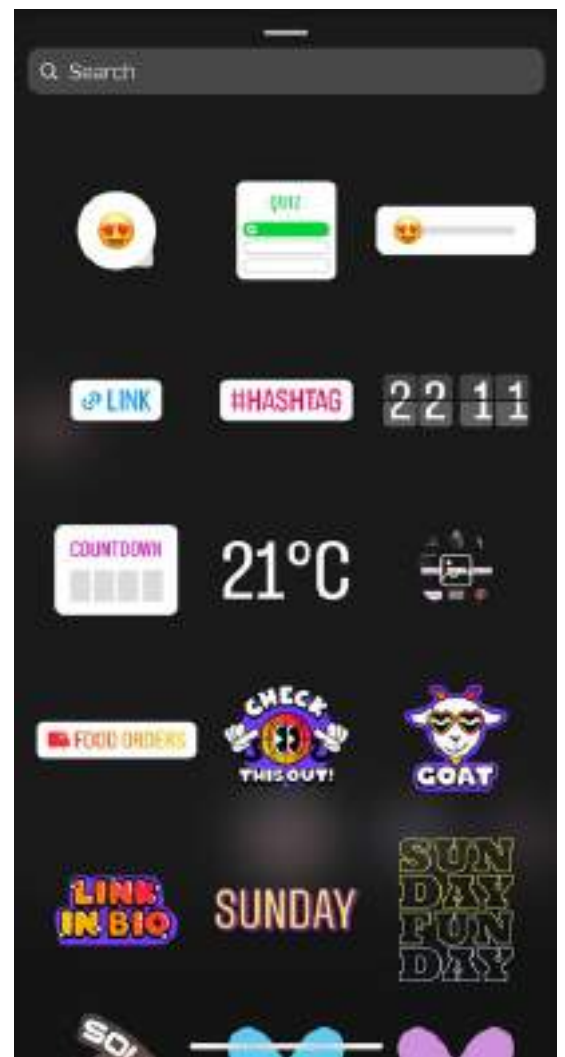 Search
QUIZ
LINK
#HASHTAG
22 11
COUNTDOWN
21°C
FOOD ORDERS
CHECK
THIS OUT!
GOAT
LINK
IN BIO
SUNDAY
SUN
DAY
FUN
DAY